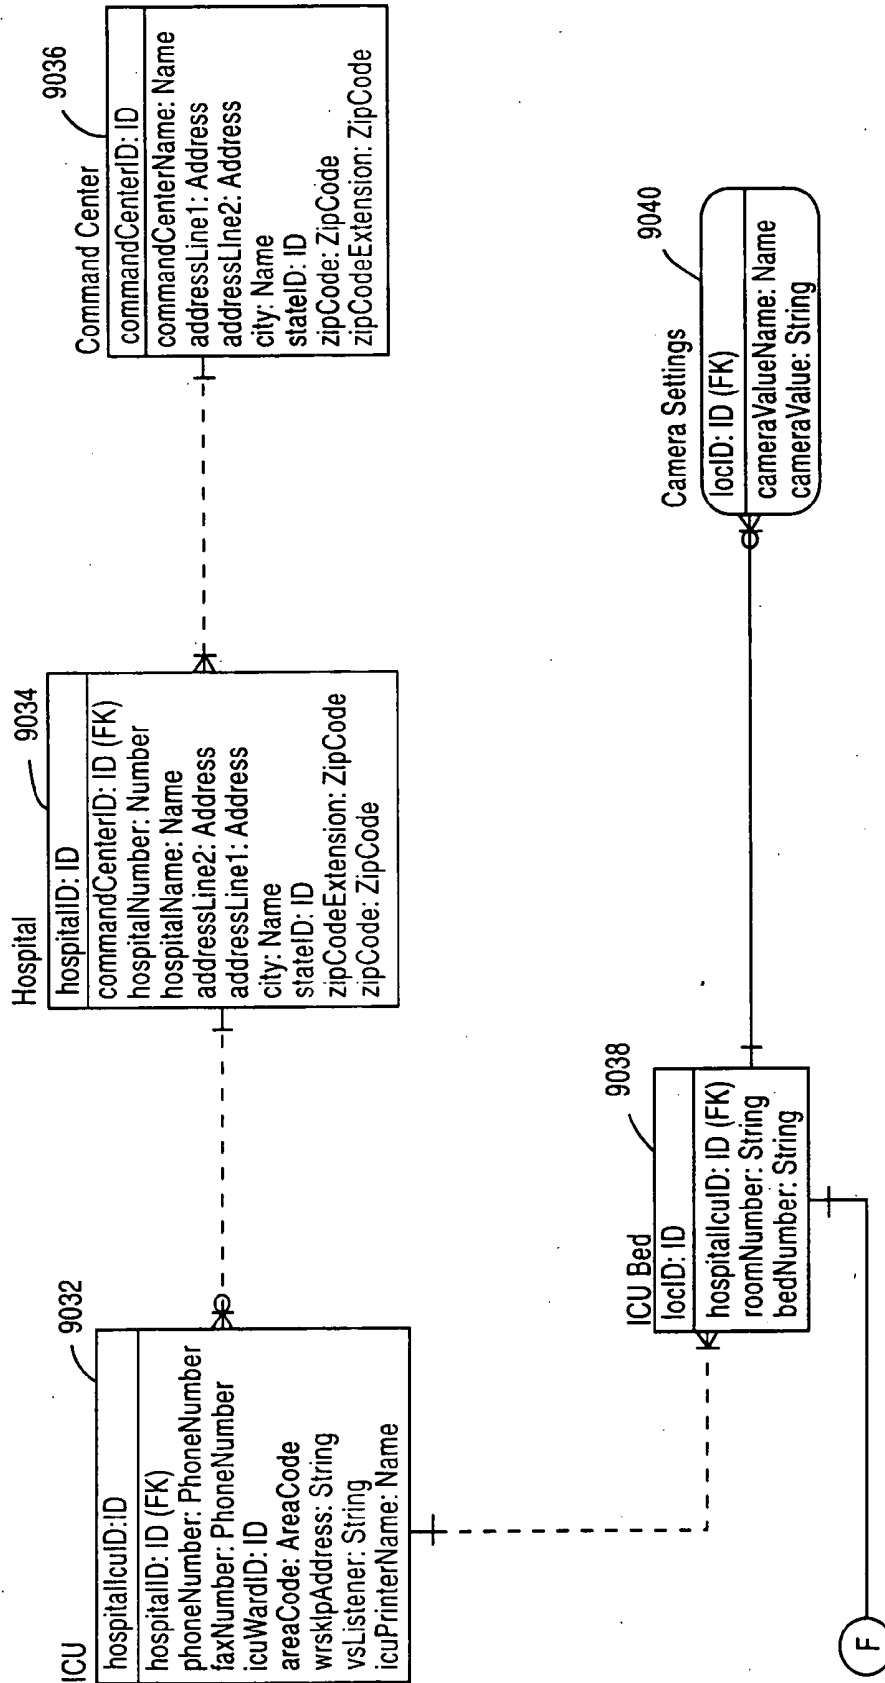 ICU
9032
hospitalIcuID:ID
hospitalID: ID (FK)
phoneNumber: PhoneNumber
faxNumber: PhoneNumber
icuWardID: ID
areaCode: AreaCode
wrskIpAddress: String
vsListener: String
icuPrinterName: Name
Hospital
9034
hospitalID: ID
commandCenterID: ID (FK)
hospitalNumber: Number
hospitalName: Name
addressLine2: Address
addressLine1: Address
city: Name
stateID: ID
zipCodeExtension: ZipCode
zipCode: ZipCode
Command Center
9036
commandCenterID: ID
commandCenterName: Name
addressLine1: Address
addressLIne2: Address
city: Name
stateID: ID
zipCode: ZipCode
zipCodeExtension: ZipCode
ICU Bed
9038
locID: ID
hospitalIcuID: ID (FK)
roomNumber: String
bedNumber: String
Camera Settings
9040
locID: ID (FK)
cameraValueName: Name
cameraValue: String
F